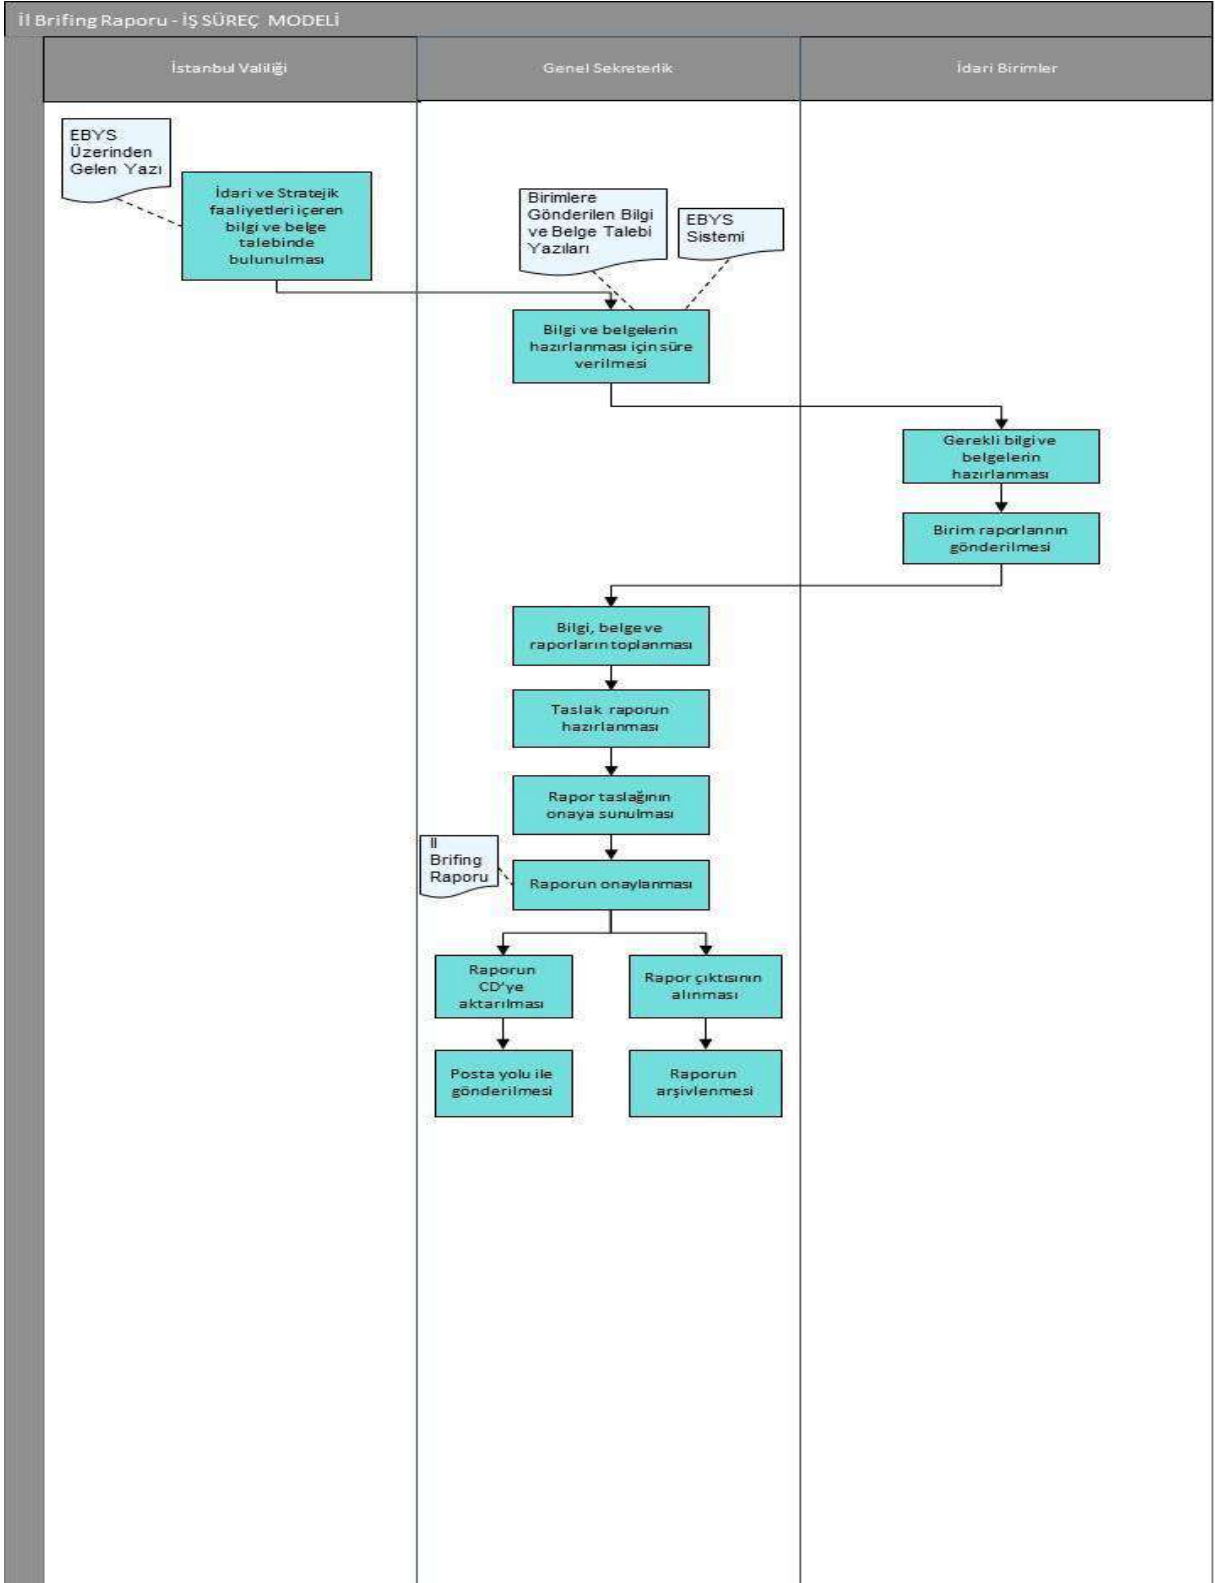 İl Brifing Raporu - İŞ SÜREÇ MODELİ
İstanbul Valiliği
Genel Sekreterlik
İdari Birimler
EBYS
Üzerinden
Gelen Yazı
İdari ve Stratejik
faaliyetleri içeren
bilgi ve belge
talebinde
bulunulması
Birimlere
Gönderilen Bilgi
ve Belge Talebi
Yazıları
EBYS
Sistemi
Bilgi ve belgelerin
hazırlanması için süre
verilmesi
Gerekli bilgi ve
belgelerin
hazırlanması
Birim raporlarının
gönderilmesi
Bilgi, belge ve
raporların toplanması
Taslak raporun
hazırlanması
Rapor taslağının
onaya sunulması
İl
Brifing
Raporu
Raporun onaylanması
Raporun
CD'ye
aktarılması
Rapor çıktısının
alınması
Posta yolu ile
gönderilmesi
Raporun
arşivlenmesi